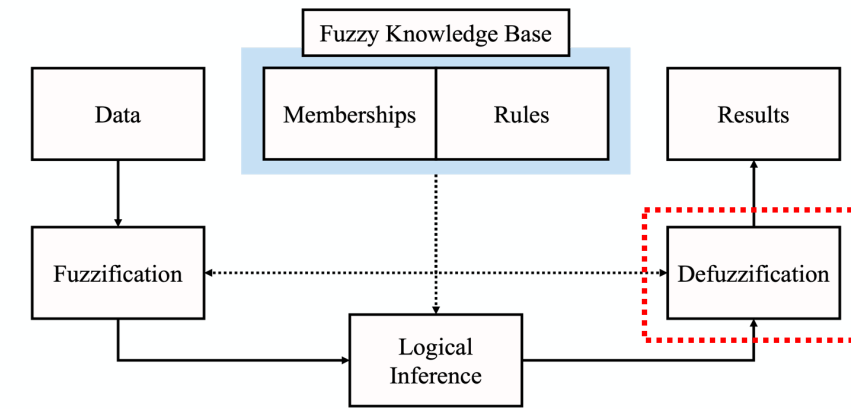 Fuzzy Knowledge Base
Data
Memberships
Rules
Results
Fuzzification
Defuzzification
Logical
Inference